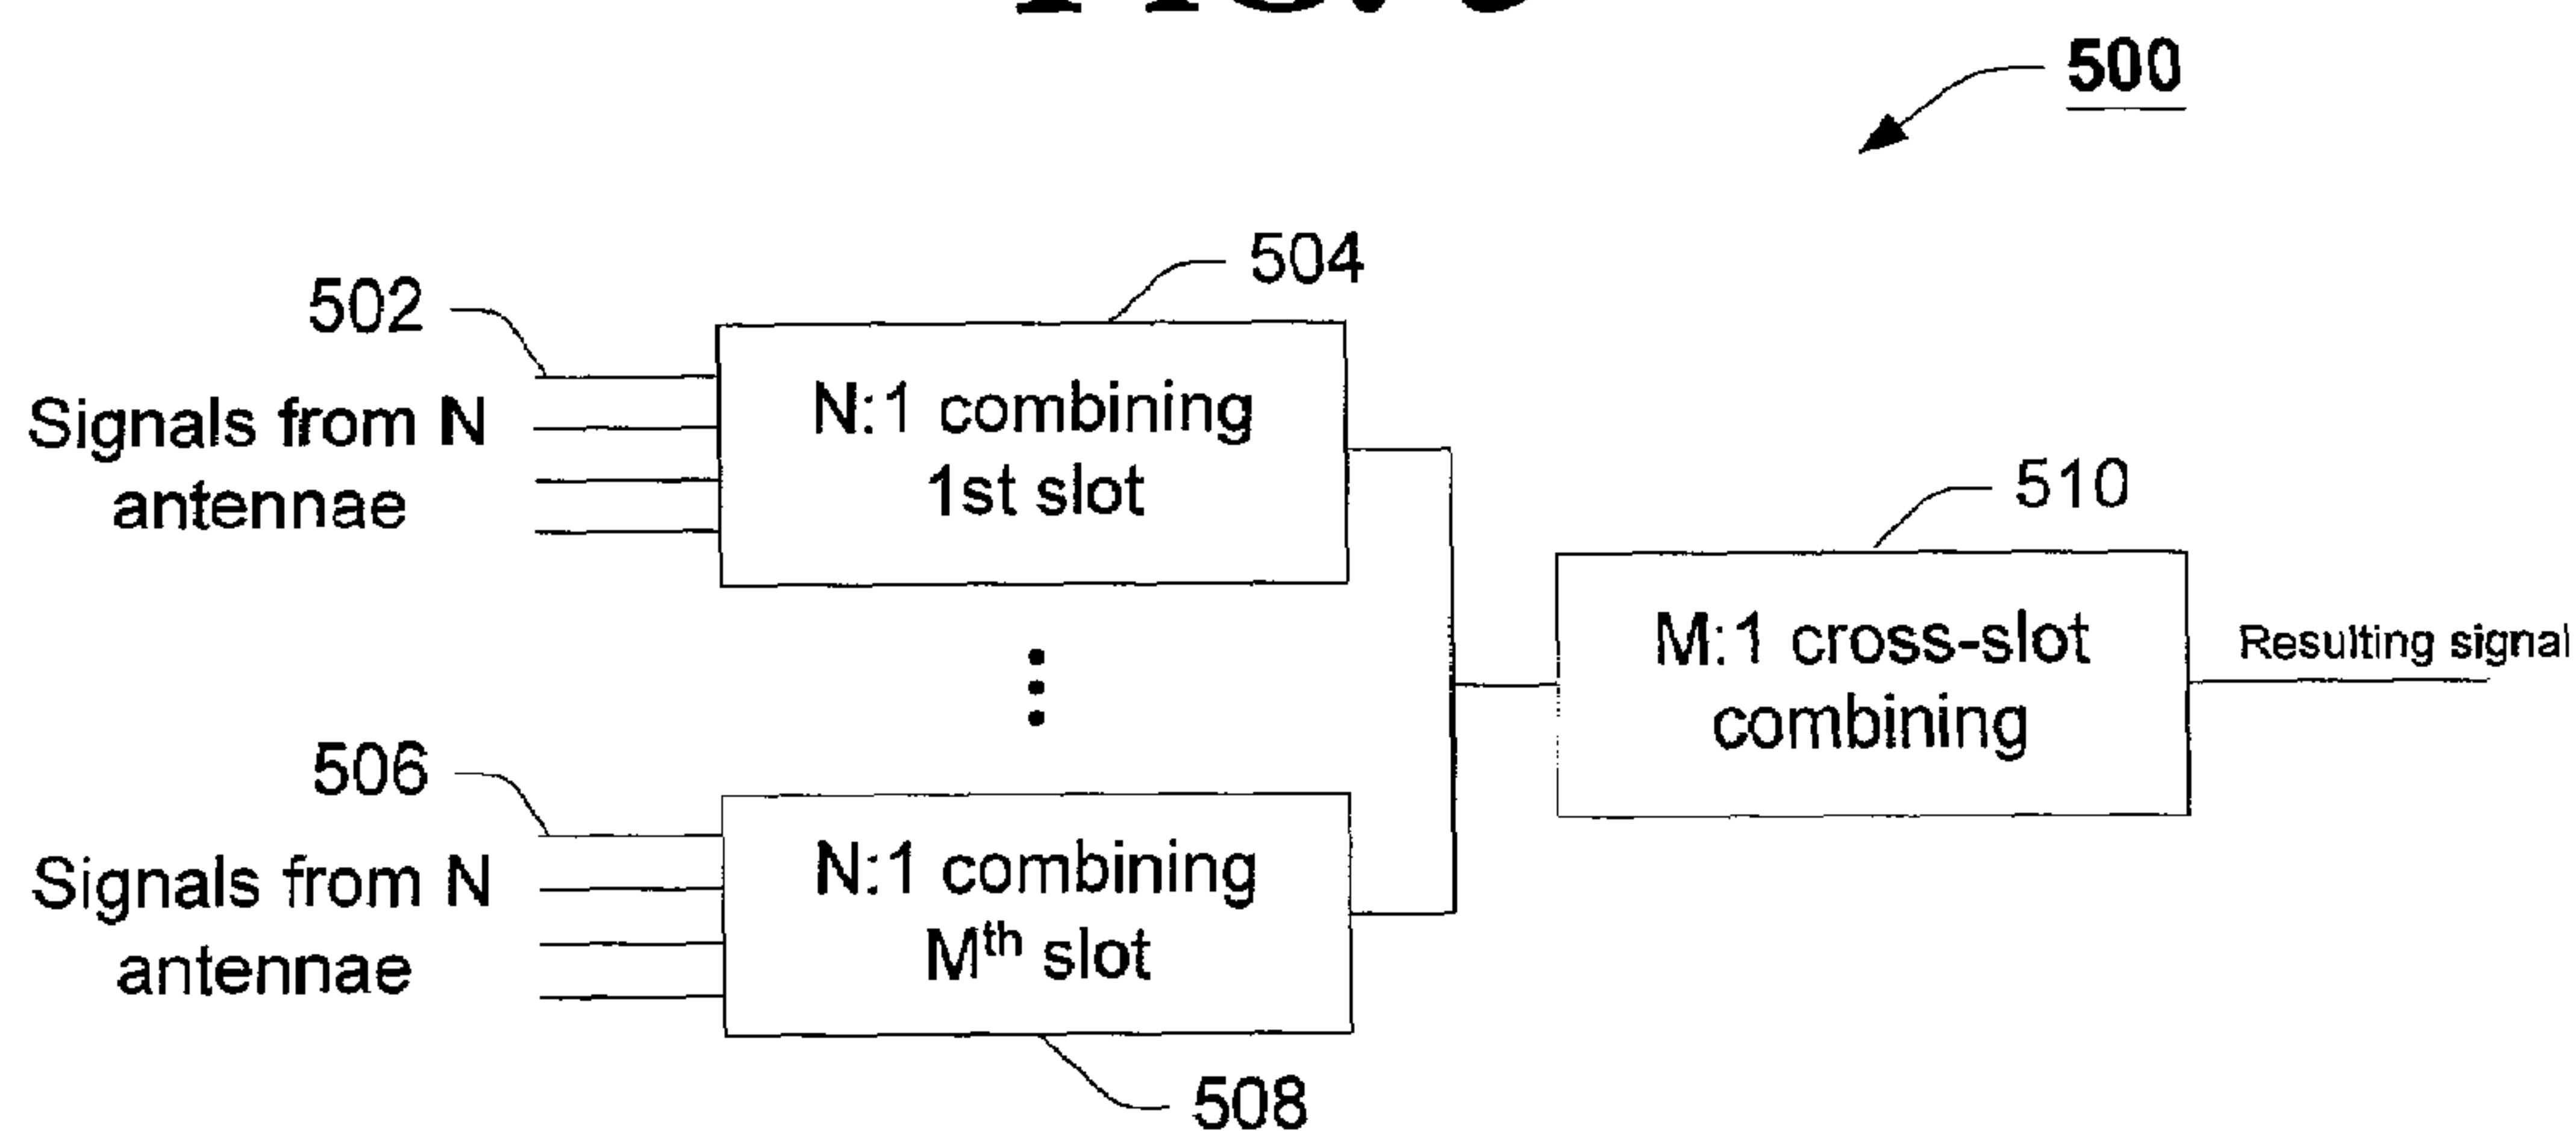 500
504
502
Signals from N
antennae
N:1 combining
1st slot
510
M:1 cross-slot
combining
Resulting signal
506
Signals from N
antennae
N:1 combining
Mth slot
508